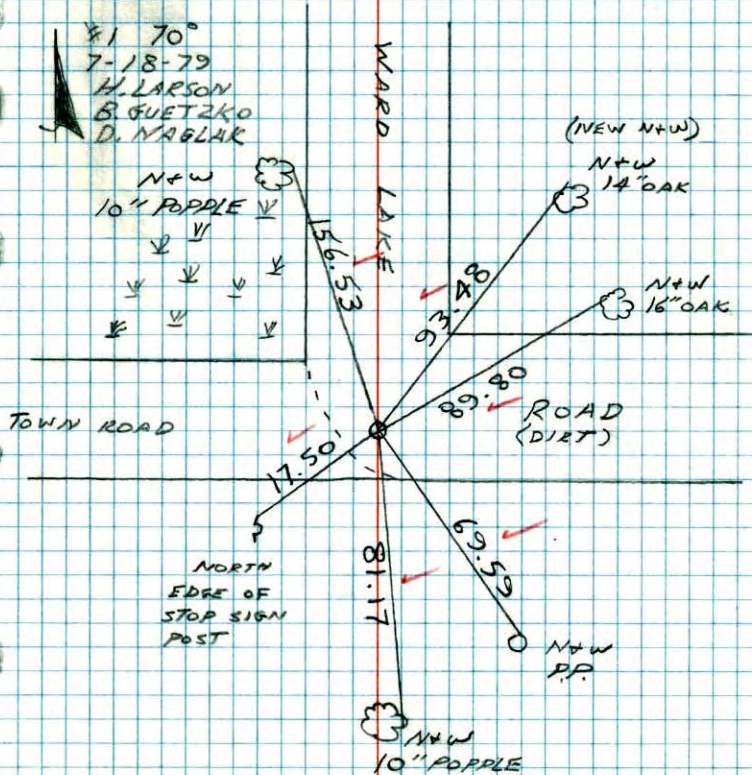 #1 70°
7-18-79
H. LARSON
B. GUETZKO
D. NAGLAK
WARD LAKE
(NEW N+W)
N+W
14" OAK
N+W
10" POPPLE
156.53
93.48
N+W
16" OAK
89.80
ROAD
(DIRT)
TOWN ROAD
17.50
69.59
81.17
NORTH
EDGE OF
STOP SIGN
POST
N+W
P.P.
N+W
10" POPPLE